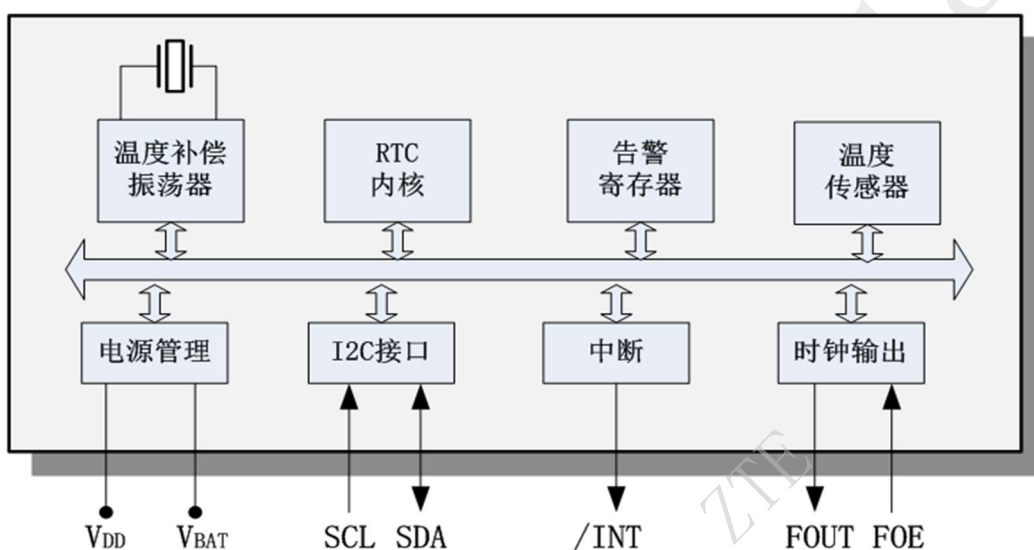 温度补偿
振荡器
RTC
内核
告警
寄存器
温度
传感器
电源管理
I2C接口
中断
时钟输出
VDD
VBAT
SCL
SDA
/INT
FOUT
FOE
ZTE